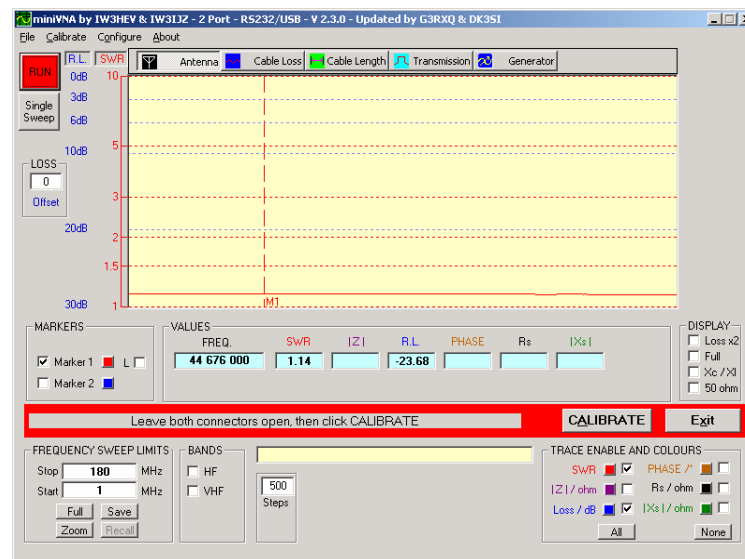 miniVNA by IW3HEV & IW3IJZ - 2 Port - RS232/USB - V 2.3.0 - Updated by G3RXQ & DK3SI
File Calibrate Configure About
RUN
R.L. SWR
Antenna Cable Loss Cable Length Transmission Generator
0dB 10
3dB
Single Sweep
6dB
10dB 5
LOSS
0
Offset
3
20dB
2
1.5
30dB 1
M1
MARKERS
Marker 1 L
Marker 2
VALUES
FREQ. SWR |Z| R.L. PHASE Rs |Xs|
44 676 000 1.14 -23.68
DISPLAY
Loss x2
Full
Xc / Xl
50 ohm
Leave both connectors open, then click CALIBRATE
CALIBRATE Exit
FREQUENCY SWEEP LIMITS
Stop 180 MHz
Start 1 MHz
Full Save
Zoom Recall
BANDS
HF
VHF
500
Steps
TRACE ENABLE AND COLOURS
SWR PHASE /°
|Z| / ohm Rs / ohm
Loss / dB |Xs| / ohm
All None